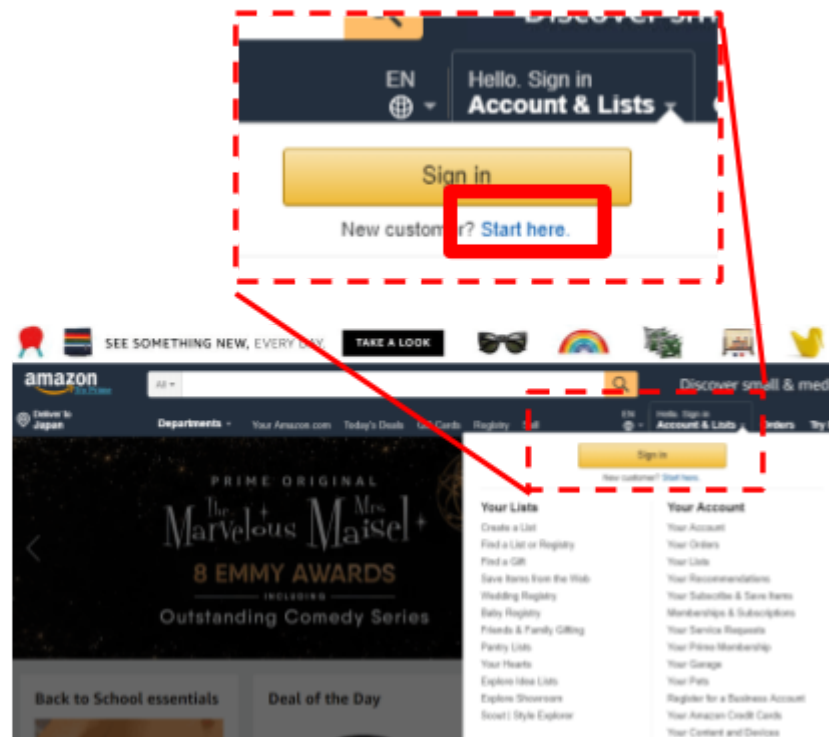 Discover sma
EN
Hello. Sign in
Account & Lists
Sign in
New customer? Start here.
SEE SOMETHING NEW, EVERY DAY.
TAKE A LOOK
amazon
All
Discover small & med
Deliver to
Japan
Departments
Your Amazon.com
Today's Deals
Gift Cards
Registry
Sell
EN
Hello. Sign in
Account & Lists
Orders
Try
Sign in
New customer? Start here.
PRIME ORIGINAL
The Marvelous Mrs Maisel
8 EMMY AWARDS
INCLUDING
Outstanding Comedy Series
Your Lists
Create a List
Find a List or Registry
Find a Gift
Save Items from the Web
Wedding Registry
Baby Registry
Friends & Family Gifting
Pantry Lists
Your Hearts
Explore Idea Lists
Explore Showroom
Scout | Style Explorer
Your Account
Your Account
Your Orders
Your Lists
Your Recommendations
Your Subscribe & Save Items
Memberships & Subscriptions
Your Service Requests
Your Prime Membership
Your Garage
Your Pets
Register for a Business Account
Your Amazon Credit Cards
Your Content and Devices
Back to School essentials
Deal of the Day